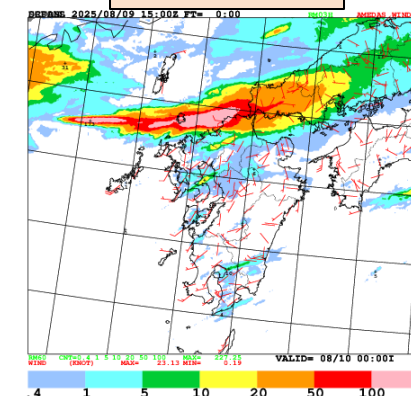 2025/08/09 15:00Z FT= 0:00
AMEDAS WIND
CNT=0.4 1 5 10 20 50 100 MAX= 227.25
WIND (KNOT) MAX= 23.13 MIN= 0.19
VALID= 08/10 00:00I
.4 1 5 10 20 50 100